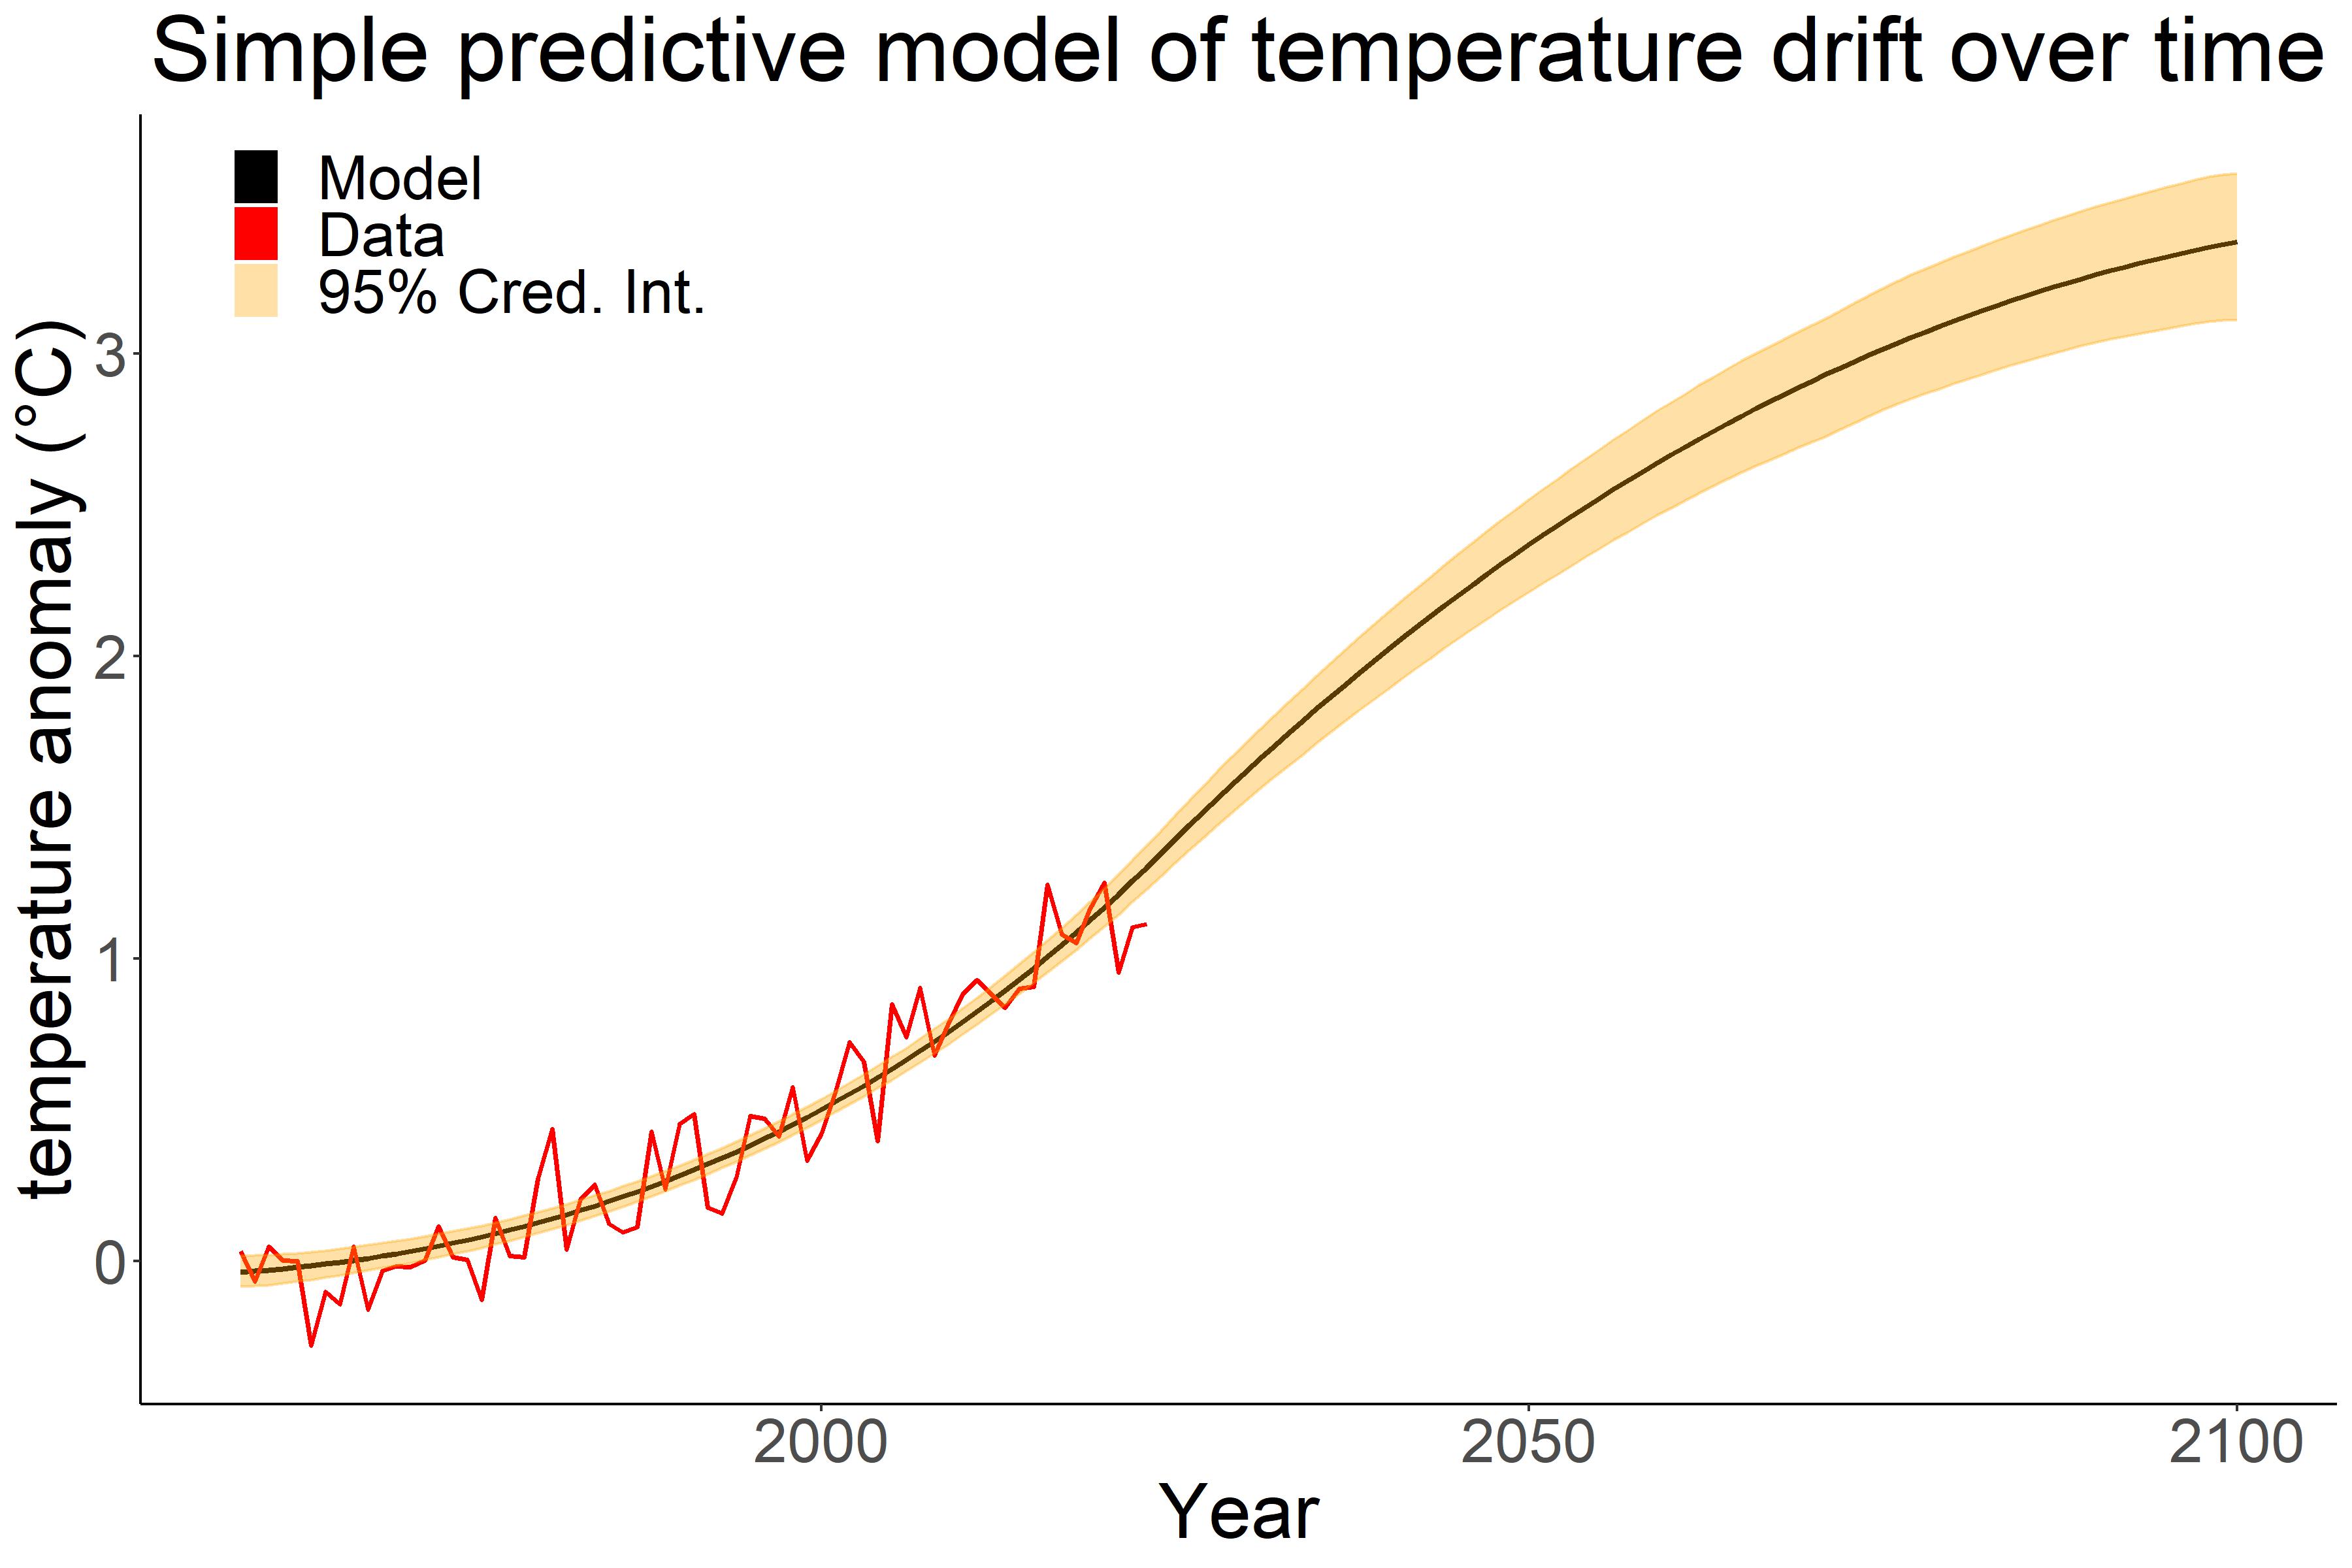 Simple predictive model of temperature drift over time
Model
Data
95% Cred. Int.
temperature anomaly (°C)
3
2
1
0
2000
2050
2100
Year